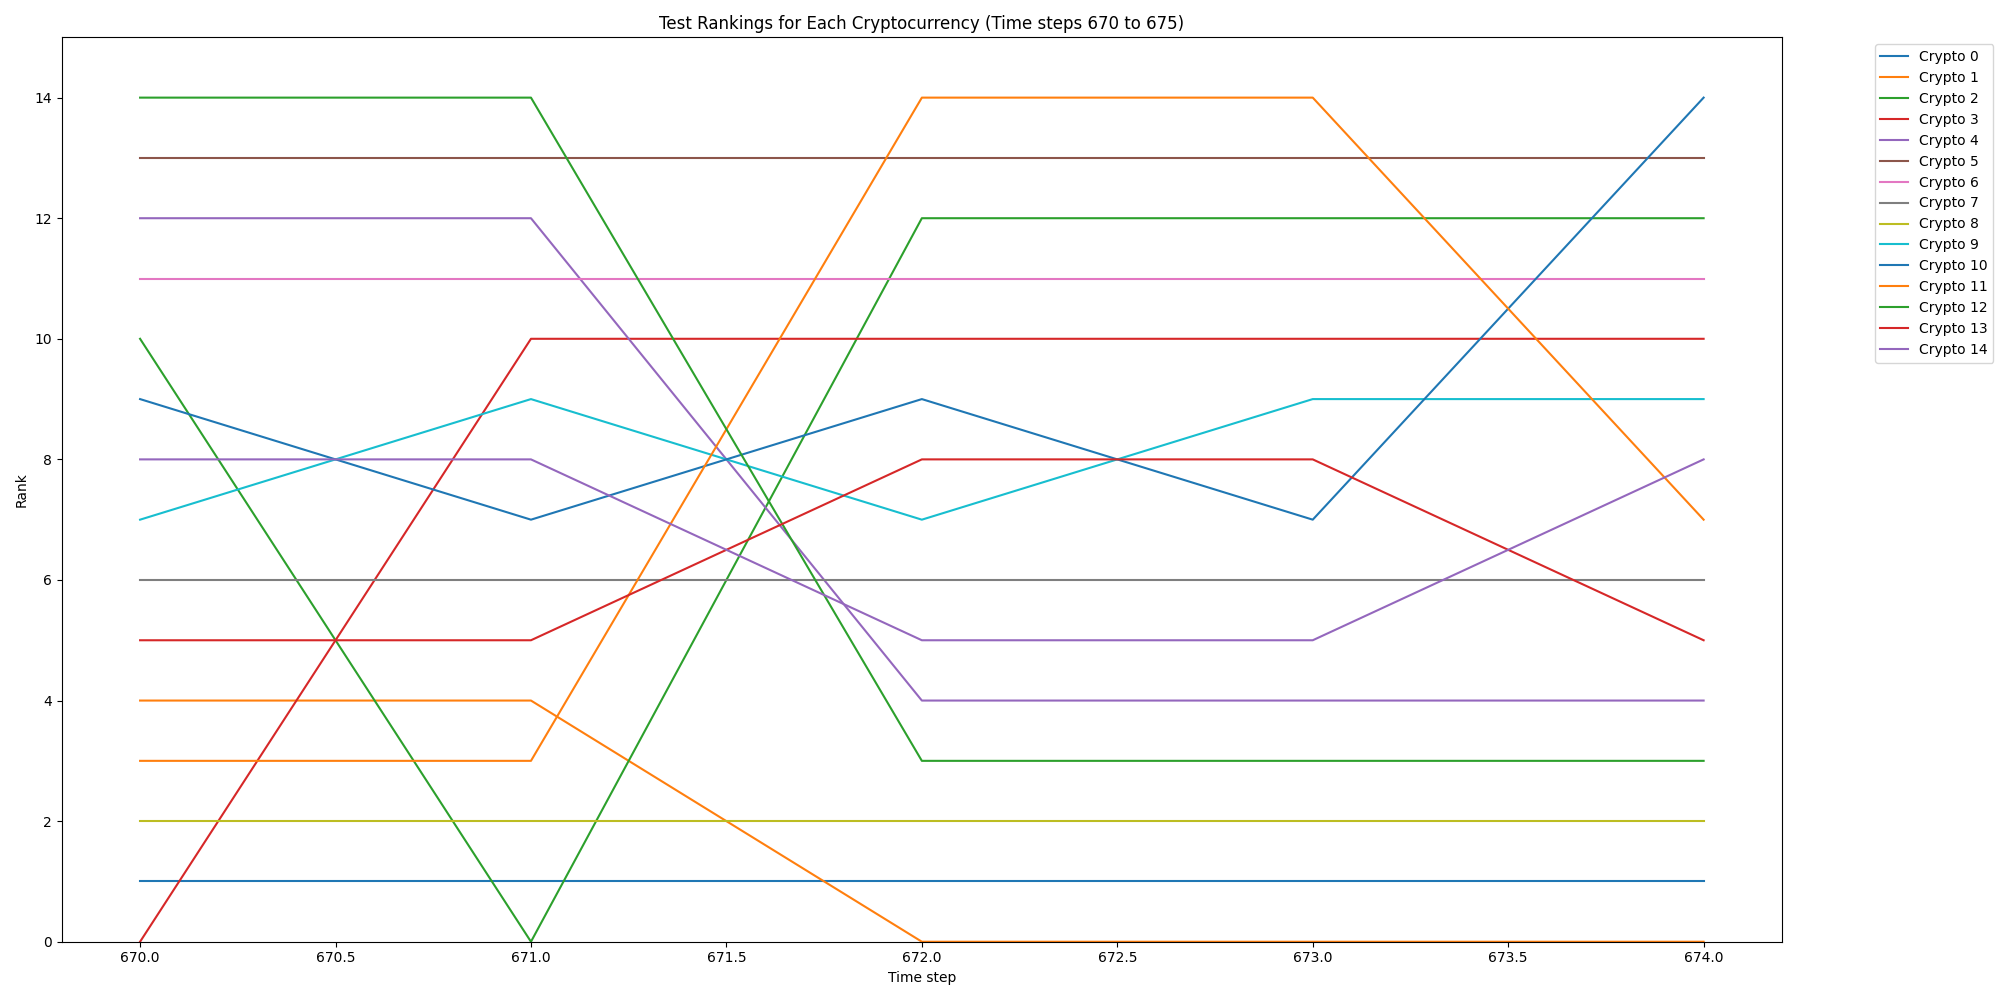 Test Rankings for Each Cryptocurrency (Time steps 670 to 675)
14
12
10
8
6
4
2
0
Rank
670.0 670.5 671.0 671.5 672.0 672.5 673.0 673.5 674.0
Time step
Crypto 0
Crypto 1
Crypto 2
Crypto 3
Crypto 4
Crypto 5
Crypto 6
Crypto 7
Crypto 8
Crypto 9
Crypto 10
Crypto 11
Crypto 12
Crypto 13
Crypto 14